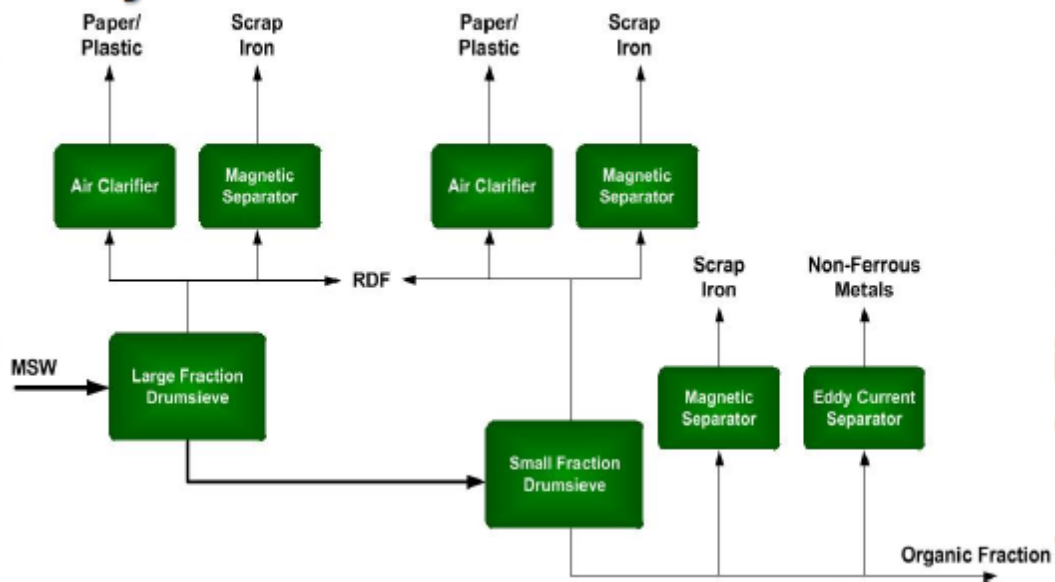 Paper/
Plastic
Scrap
Iron
Paper/
Plastic
Scrap
Iron
Air Clarifier
Magnetic
Separator
Air Clarifier
Magnetic
Separator
RDF
Scrap
Iron
Non-Ferrous
Metals
MSW
Large Fraction
Drumsieve
Magnetic
Separator
Eddy Current
Separator
Small Fraction
Drumsieve
Organic Fraction